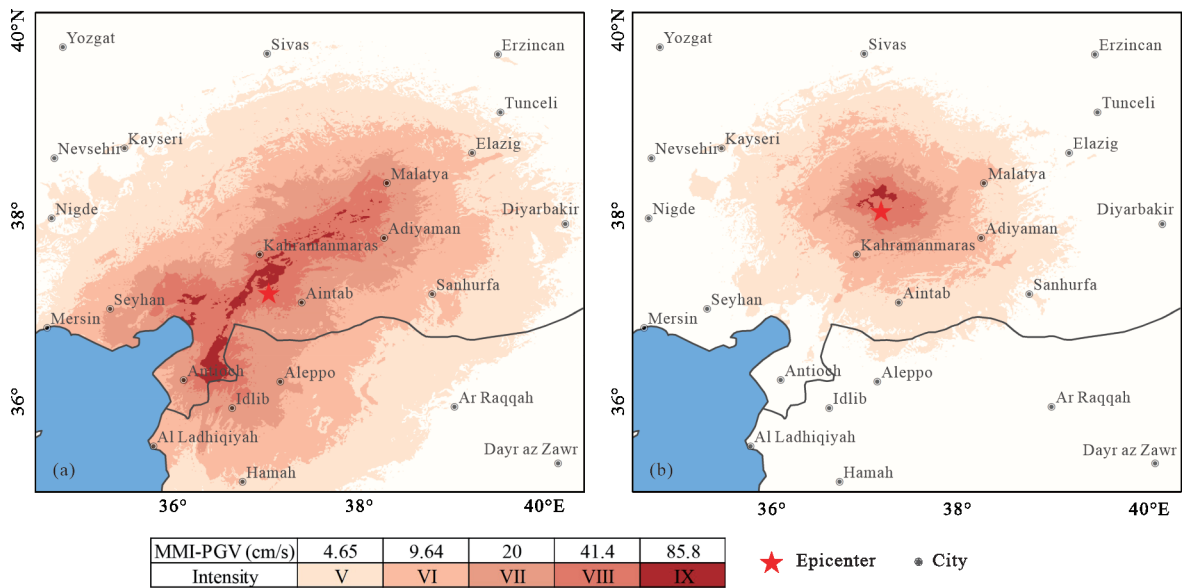 40°N
38°
36°
Yozgat
Sivas
Erzincan
Tunceli
Kayseri
Nevsehir
Elazig
Malatya
Nigde
Diyarbakir
Adiyaman
Kahramanmaras
Sanhurfa
Seyhan
Aintab
Mersin
Antioch
Aleppo
Idlib
Ar Raqqah
Al Ladhiqiyah
Dayr az Zawr
(a)
Hamah
36°
38°
40°E
40°N
38°
36°
Yozgat
Sivas
Erzincan
Tunceli
Kayseri
Nevsehir
Elazig
Malatya
Nigde
Diyarbakir
Adiyaman
Kahramanmaras
Sanhurfa
Seyhan
Aintab
Mersin
Antioch
Aleppo
Idlib
Ar Raqqah
Al Ladhiqiyah
Dayr az Zawr
(b)
Hamah
36°
38°
40°E
MMI-PGV (cm/s) 4.65 9.64 20 41.4 85.8
Intensity V VI VII VIII IX
Epicenter
City